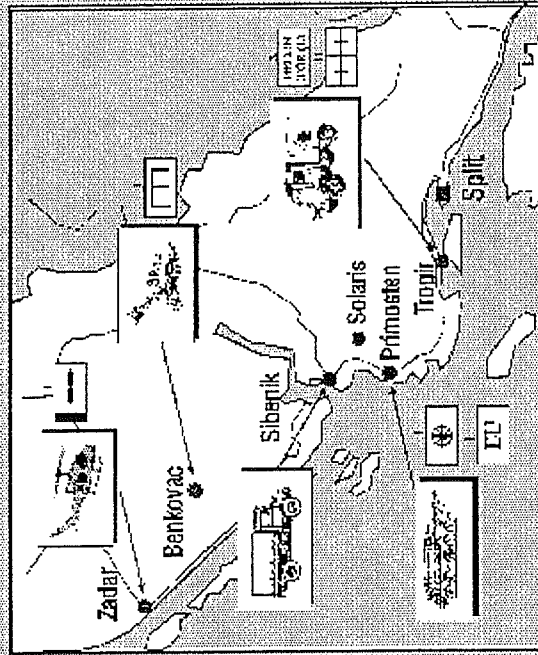 Zadar
Benkovac
Sibenik
Solaris
Primosten
Trogir
Split